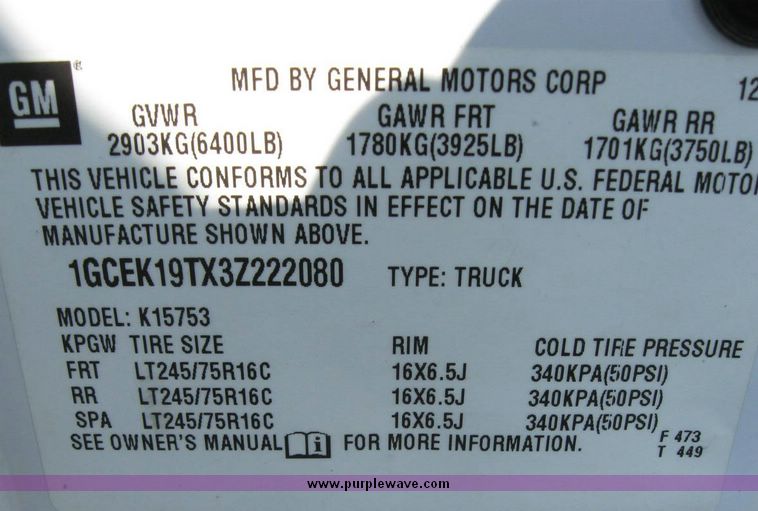 GM ® MFD BY GENERAL MOTORS CORP 12
GVWR GAWR FRT GAWR RR
2903KG(6400LB) 1780KG(3925LB) 1701KG(3750LB)
THIS VEHICLE CONFORMS TO ALL APPLICABLE U.S. FEDERAL MOTO
VEHICLE SAFETY STANDARDS IN EFFECT ON THE DATE OF
MANUFACTURE SHOWN ABOVE.
1GCEK19TX3Z222080 TYPE: TRUCK
MODEL: K15753
KPGW TIRE SIZE RIM COLD TIRE PRESSURE
FRT LT245/75R16C 16X6.5J 340KPA(50PSI)
RR LT245/75R16C 16X6.5J 340KPA(50PSI)
SPA LT245/75R16C 16X6.5J 340KPA(50PSI)
SEE OWNER'S MANUAL i FOR MORE INFORMATION. F 473
T 449
www.purplewave.com